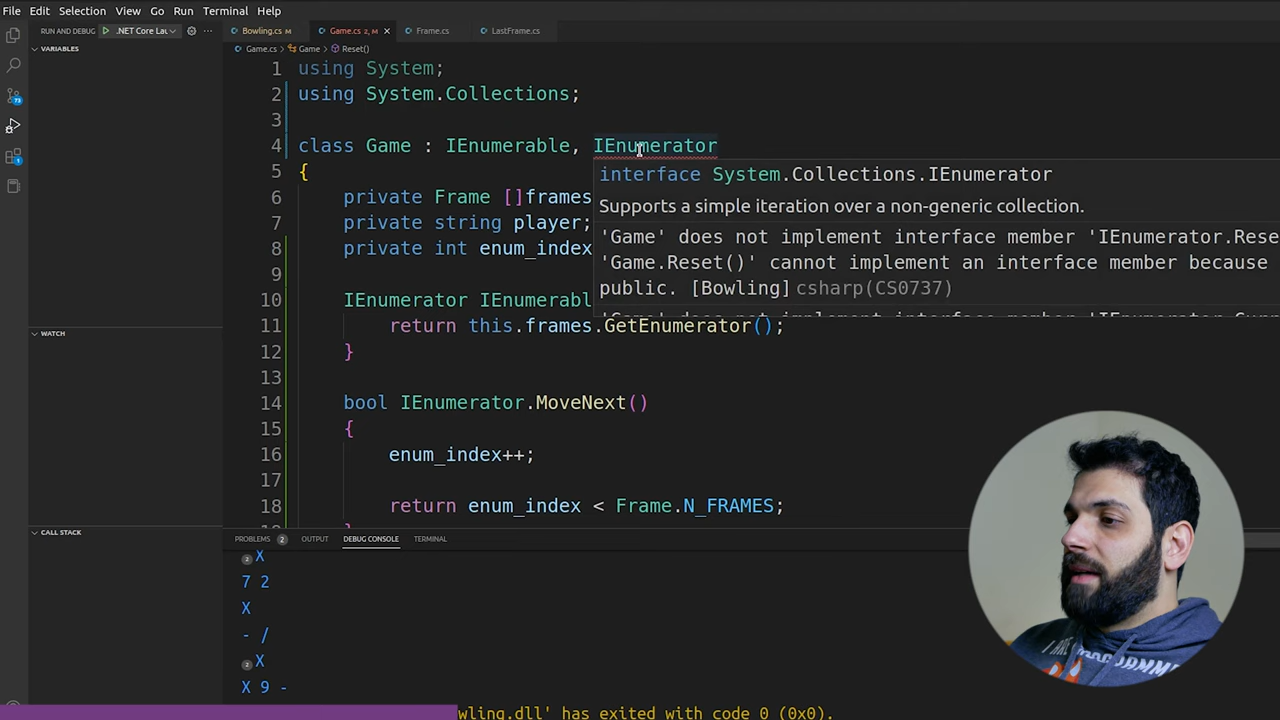 File Edit Selection View Go Run Terminal Help
RUN AND DEBUG .NET Core Lau
Bowling.cs M Game.cs 2, M Frame.cs LastFrame.cs
VARIABLES
Game.cs Game Reset()
1 using System;
2 using System.Collections;
3
4 class Game : IEnumerable, IEnumerator
5 {
interface System.Collections.IEnumerator
6 private Frame []frames
Supports a simple iteration over a non-generic collection.
7 private string player;
'Game' does not implement interface member 'IEnumerator.Rese
8 private int enum_index
'Game.Reset()' cannot implement an interface member because
9
public. [Bowling] csharp(CS0737)
10 IEnumerator IEnumerabl
11 return this.frames.GetEnumerator();
WATCH
12 }
13
14 bool IEnumerator.MoveNext()
15 {
16 enum_index++;
17
18 return enum_index < Frame.N_FRAMES;
CALL STACK
PROBLEMS 2 OUTPUT DEBUG CONSOLE TERMINAL
2 X
7 2
X
- /
2 X
X 9 -
wling.dll' has exited with code 0 (0x0).
73
1